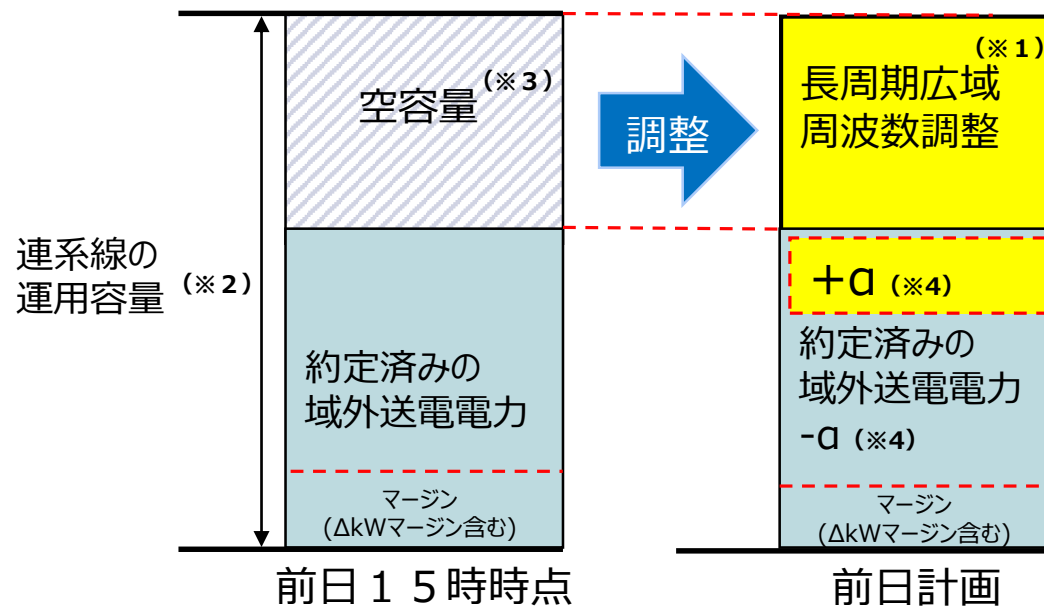 連系線の
運用容量 (※2)
空容量(※3)
約定済みの
域外送電電力
マージン
(ΔkWマージン含む)
前日15時時点
調整
(※1)
長周期広域
周波数調整
+α (※4)
約定済みの
域外送電電力
-α (※4)
マージン
(ΔkWマージン含む)
前日計画